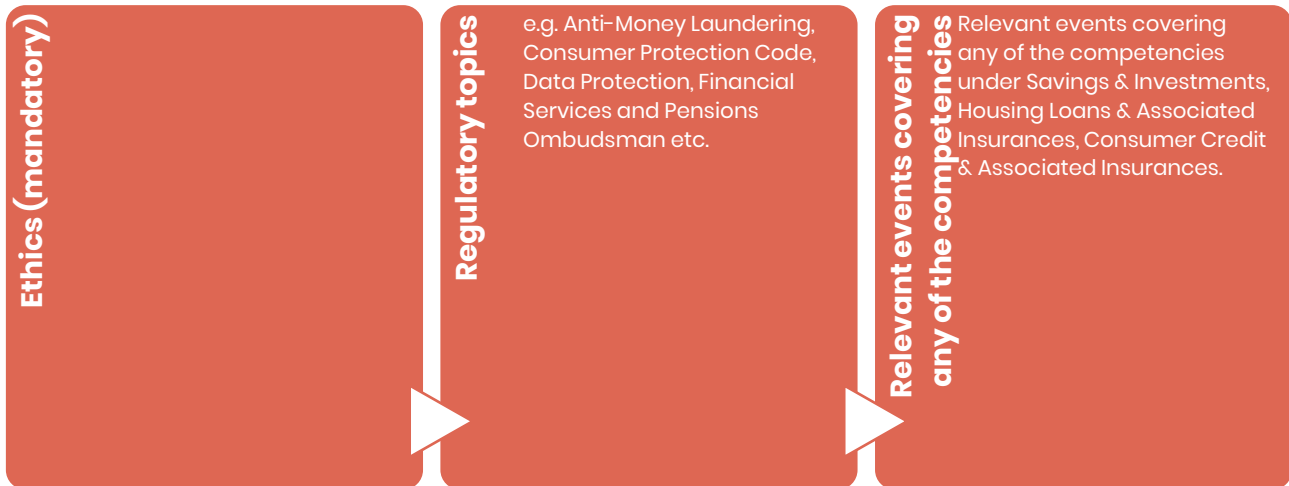 Ethics (mandatory)
Regulatory topics
e.g. Anti-Money Laundering,
Consumer Protection Code,
Data Protection, Financial
Services and Pensions
Ombudsman etc.
Relevant events covering
any of the competencies
Relevant events covering
any of the competencies
under Savings & Investments,
Housing Loans & Associated
Insurances, Consumer Credit
& Associated Insurances.